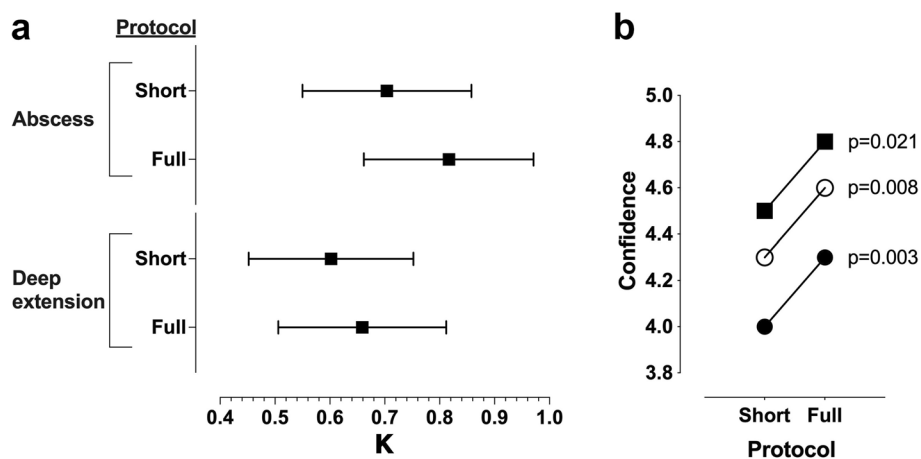 a
Protocol
Abscess
Short
Full
Deep
extension
Short
Full
0.4 0.5 0.6 0.7 0.8 0.9 1.0
K
b
Confidence
5.0
4.8
4.6
4.4
4.2
4.0
3.8
p=0.021
p=0.008
p=0.003
Short Full
Protocol